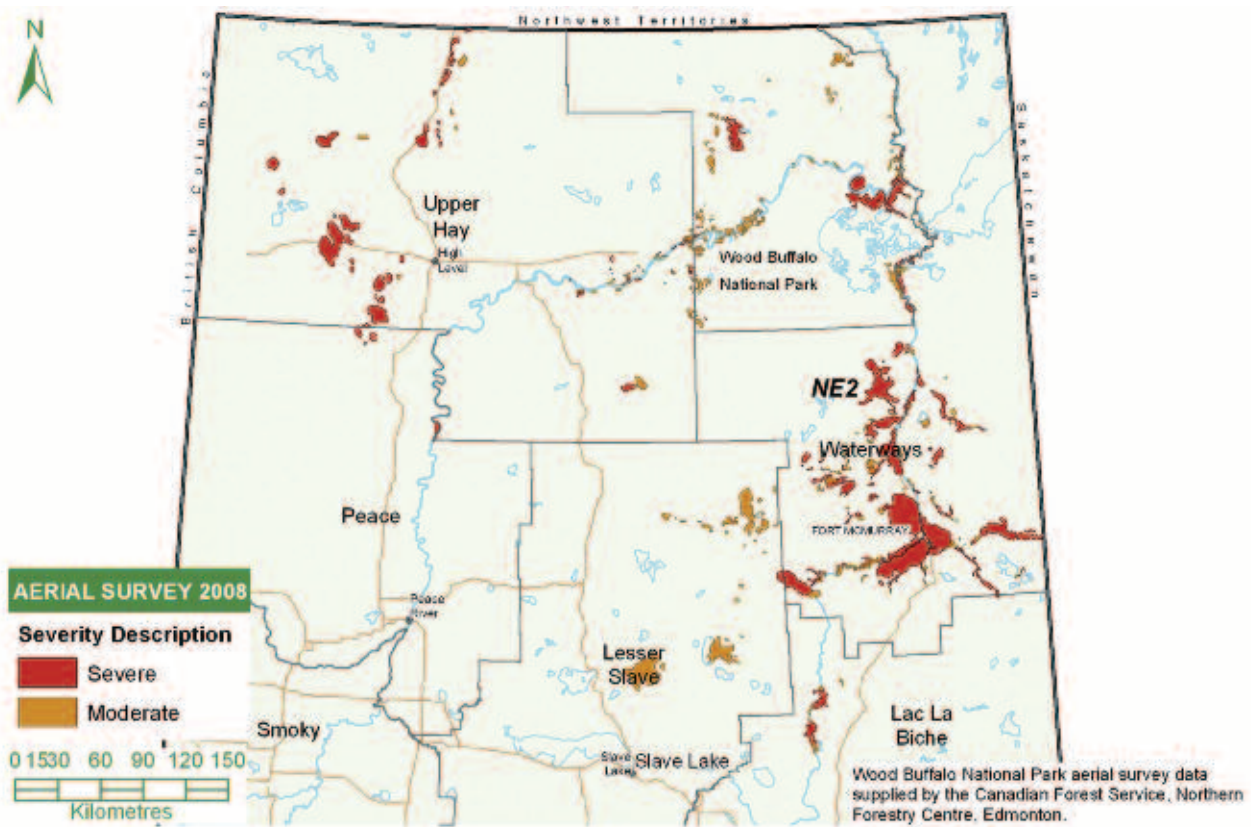 Northwest Territories
N
British Columbia
Saskatchewan
Upper
Hay
High
Level
Wood Buffalo
National Park
NE2
Waterways
Peace
FORT MCMURRAY
AERIAL SURVEY 2008
Severity Description
Severe
Moderate
Peace
River
Lesser
Slave
Smoky
Lac La
Biche
Slave
Lake
Slave Lake
0 1530 60 90 120 150
Kilometres
Wood Buffalo National Park aerial survey data
supplied by the Canadian Forest Service, Northern
Forestry Centre, Edmonton.